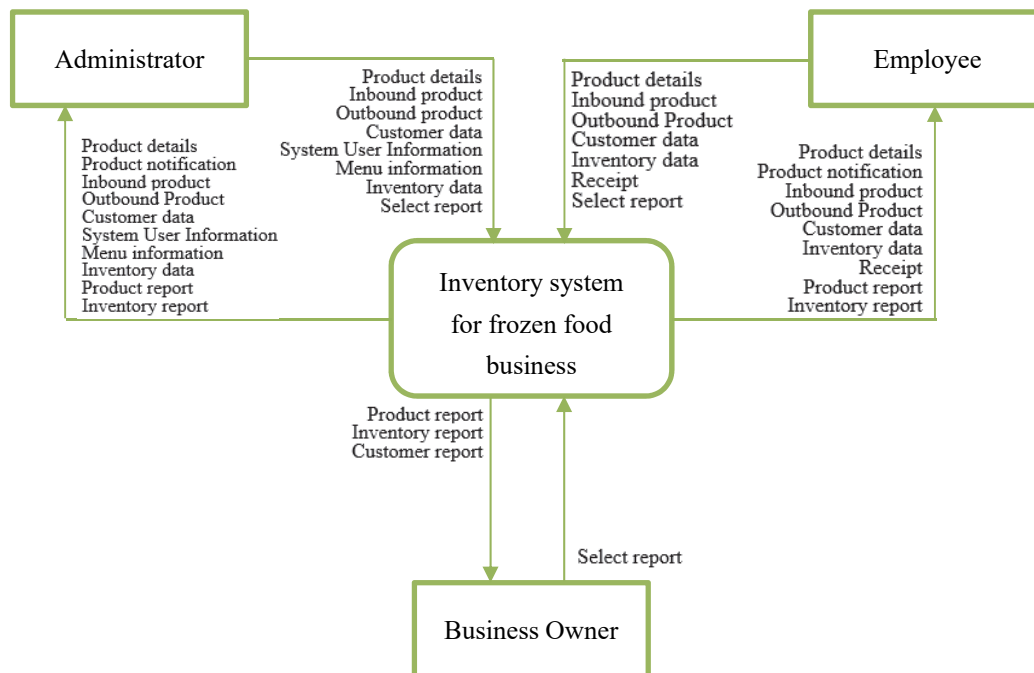 Administrator
Employee
Product details
Inbound product
Outbound product
Customer data
System User Information
Menu information
Inventory data
Select report
Product details
Inbound product
Outbound Product
Customer data
Inventory data
Receipt
Select report
Product details
Product notification
Inbound product
Outbound Product
Customer data
System User Information
Menu information
Inventory data
Product report
Inventory report
Product details
Product notification
Inbound product
Outbound Product
Customer data
Inventory data
Receipt
Product report
Inventory report
Inventory system
for frozen food
business
Product report
Inventory report
Customer report
Select report
Business Owner